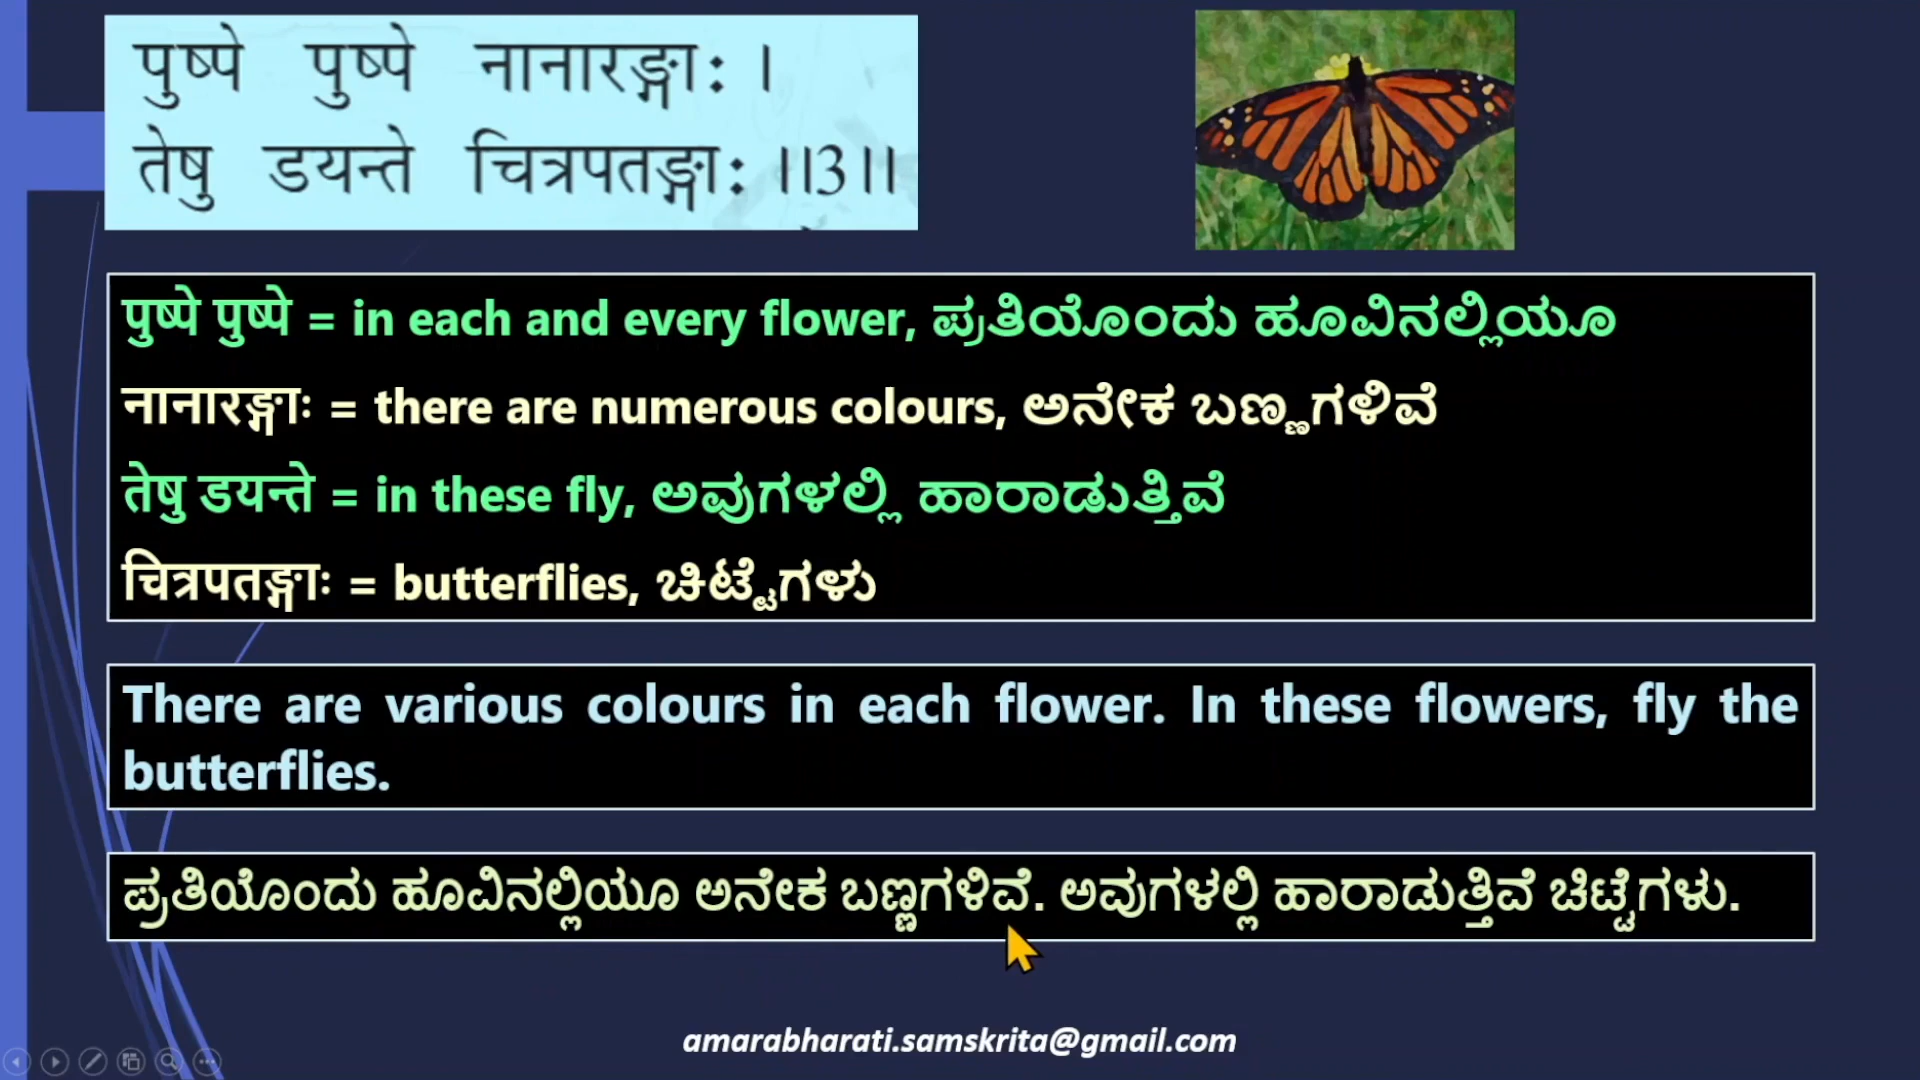 पुष्पे पुष्पे नानारङ्गाः ।
तेषु डयन्ते चित्रपतङ्गाः ।।3।।
पुष्पे पुष्पे = in each and every flower, ಪ್ರತಿಯೊಂದು ಹೂವಿನಲ್ಲಿಯೂ
नानारङ्गाः = there are numerous colours, ಅನೇಕ ಬಣ್ಣಗಳಿವೆ
तेषु डयन्ते = in these fly, ಅವುಗಳಲ್ಲಿ ಹಾರಾಡುತ್ತಿವೆ
चित्रपतङ्गाः = butterflies, ಚಿಟ್ಟೆಗಳು
There are various colours in each flower. In these flowers, fly the
butterflies.
ಪ್ರತಿಯೊಂದು ಹೂವಿನಲ್ಲಿಯೂ ಅನೇಕ ಬಣ್ಣಗಳಿವೆ. ಅವುಗಳಲ್ಲಿ ಹಾರಾಡುತ್ತಿವೆ ಚಿಟ್ಟೆಗಳು.
amarabharati.samskrita@gmail.com